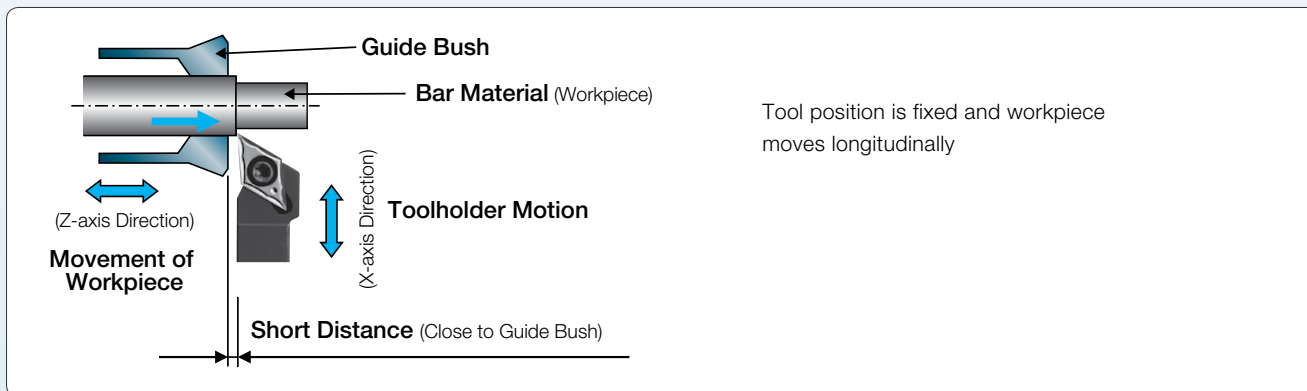 Guide Bush
Bar Material (Workpiece)
Tool position is fixed and workpiece
moves longitudinally
(Z-axis Direction)
Movement of
Workpiece
(X-axis Direction)
Toolholder Motion
Short Distance (Close to Guide Bush)